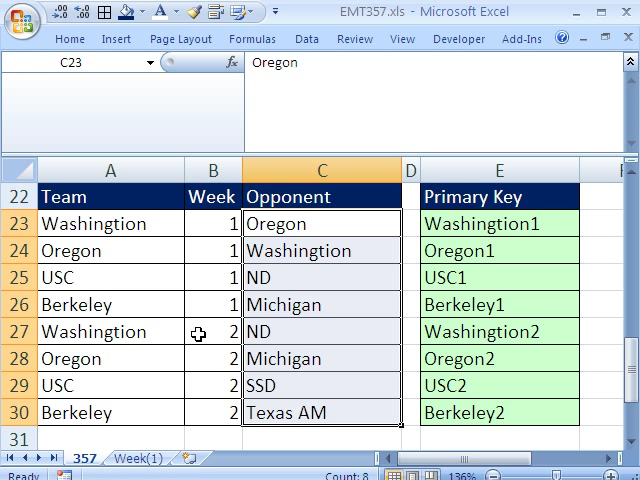 EMT357.xls - Microsoft Excel
Home Insert Page Layout Formulas Data Review View Developer Add-Ins
C23 fx Oregon
A B C D E F
22 Team Week Opponent Primary Key
23 Washingtion 1 Oregon Washingtion1
24 Oregon 1 Washingtion Oregon1
25 USC 1 ND USC1
26 Berkeley 1 Michigan Berkeley1
27 Washingtion 2 ND Washingtion2
28 Oregon 2 Michigan Oregon2
29 USC 2 SSD USC2
30 Berkeley 2 Texas AM Berkeley2
31
357 Week(1)
Ready Count: 8 136%